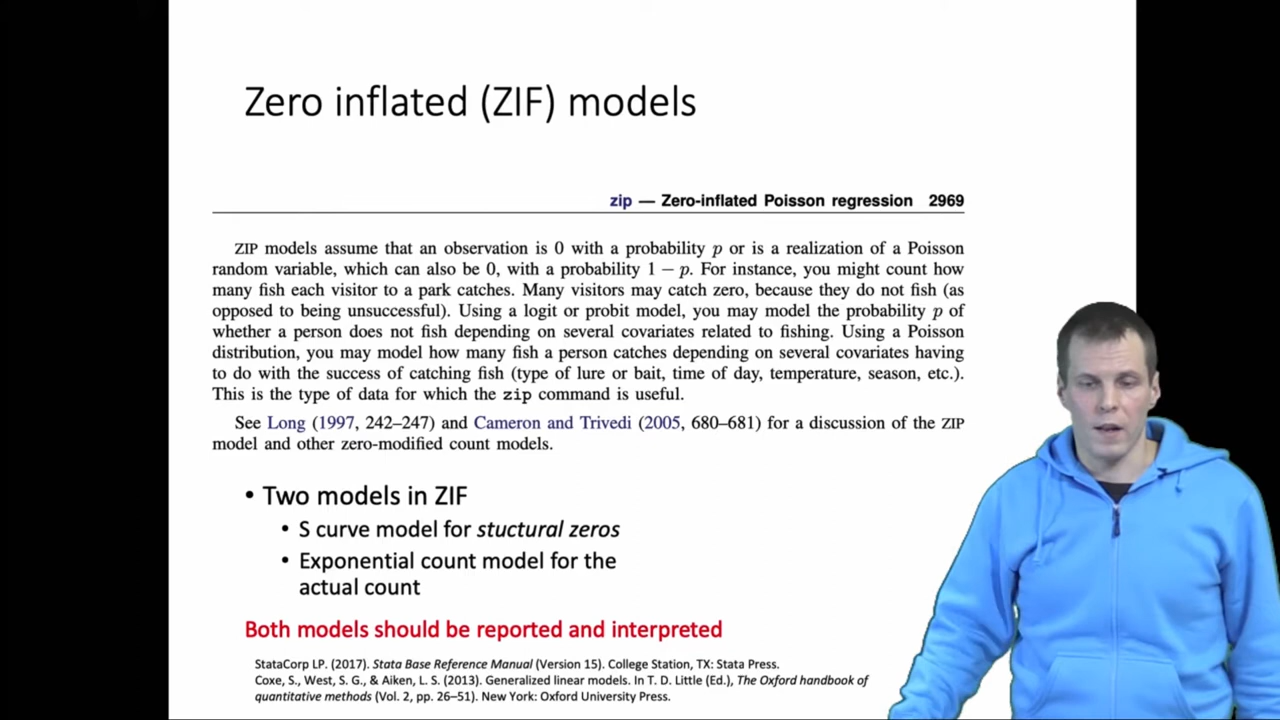 Zero inflated (ZIF) models
zip — Zero-inflated Poisson regression 2969
ZIP models assume that an observation is 0 with a probability p or is a realization of a Poisson
random variable, which can also be 0, with a probability 1 − p. For instance, you might count how
many fish each visitor to a park catches. Many visitors may catch zero, because they do not fish (as
opposed to being unsuccessful). Using a logit or probit model, you may model the probability p of
whether a person does not fish depending on several covariates related to fishing. Using a Poisson
distribution, you may model how many fish a person catches depending on several covariates having
to do with the success of catching fish (type of lure or bait, time of day, temperature, season, etc.).
This is the type of data for which the zip command is useful.
See Long (1997, 242–247) and Cameron and Trivedi (2005, 680–681) for a discussion of the ZIP
model and other zero-modified count models.
• Two models in ZIF
• S curve model for stuctural zeros
• Exponential count model for the
actual count
Both models should be reported and interpreted
StataCorp LP. (2017). Stata Base Reference Manual (Version 15). College Station, TX: Stata Press.
Coxe, S., West, S. G., & Aiken, L. S. (2013). Generalized linear models. In T. D. Little (Ed.), The Oxford handbook of
quantitative methods (Vol. 2, pp. 26–51). New York: Oxford University Press.